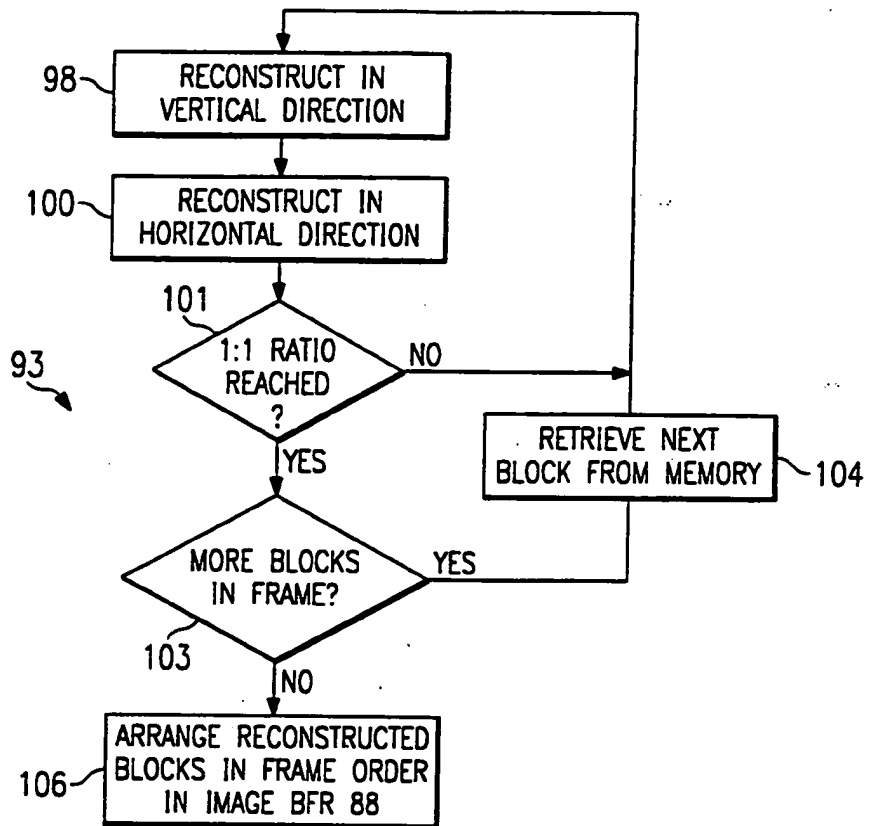 98
RECONSTRUCT IN
VERTICAL DIRECTION
100
RECONSTRUCT IN
HORIZONTAL DIRECTION
101
1:1 RATIO
REACHED
?
NO
93
YES
RETRIEVE NEXT
BLOCK FROM MEMORY
104
MORE BLOCKS
IN FRAME?
YES
103
NO
106
ARRANGE RECONSTRUCTED
BLOCKS IN FRAME ORDER
IN IMAGE BFR 88